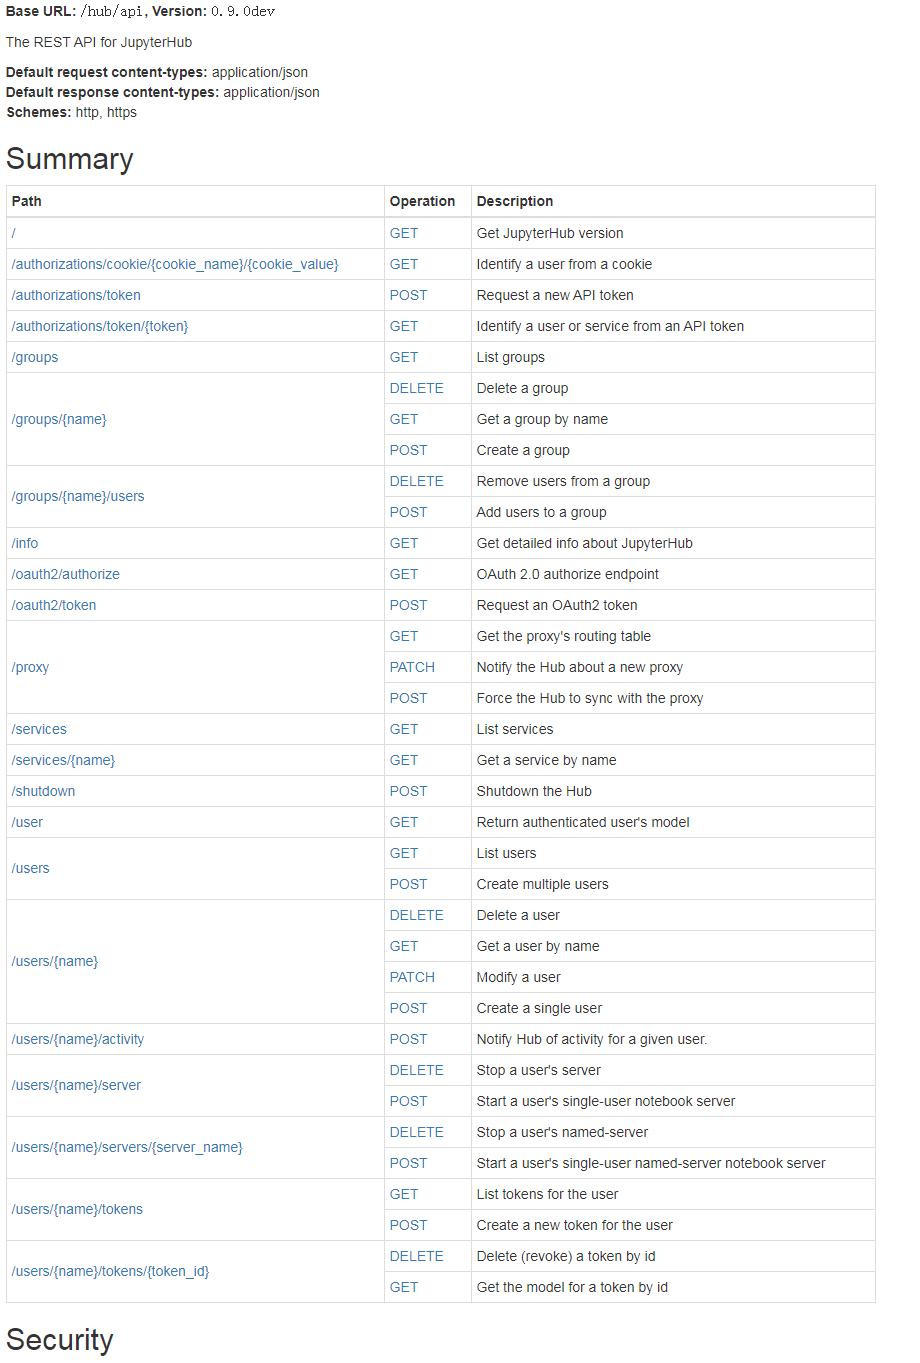 Base URL: /hub/api, Version: 0.9.0dev
The REST API for JupyterHub
Default request content-types: application/json
Default response content-types: application/json
Schemes: http, https
Summary
Path Operation Description
/ GET Get JupyterHub version
/authorizations/cookie/{cookie_name}/{cookie_value} GET Identify a user from a cookie
/authorizations/token POST Request a new API token
/authorizations/token/{token} GET Identify a user or service from an API token
/groups GET List groups
DELETE Delete a group
/groups/{name} GET Get a group by name
POST Create a group
/groups/{name}/users DELETE Remove users from a group
POST Add users to a group
/info GET Get detailed info about JupyterHub
/oauth2/authorize GET OAuth 2.0 authorize endpoint
/oauth2/token POST Request an OAuth2 token
GET Get the proxy's routing table
/proxy PATCH Notify the Hub about a new proxy
POST Force the Hub to sync with the proxy
/services GET List services
/services/{name} GET Get a service by name
/shutdown POST Shutdown the Hub
/user GET Return authenticated user's model
/users GET List users
POST Create multiple users
/users/{name} DELETE Delete a user
GET Get a user by name
PATCH Modify a user
POST Create a single user
/users/{name}/activity POST Notify Hub of activity for a given user.
/users/{name}/server DELETE Stop a user's server
POST Start a user's single-user notebook server
/users/{name}/servers/{server_name} DELETE Stop a user's named-server
POST Start a user's single-user named-server notebook server
/users/{name}/tokens GET List tokens for the user
POST Create a new token for the user
/users/{name}/tokens/{token_id} DELETE Delete (revoke) a token by id
GET Get the model for a token by id
Security